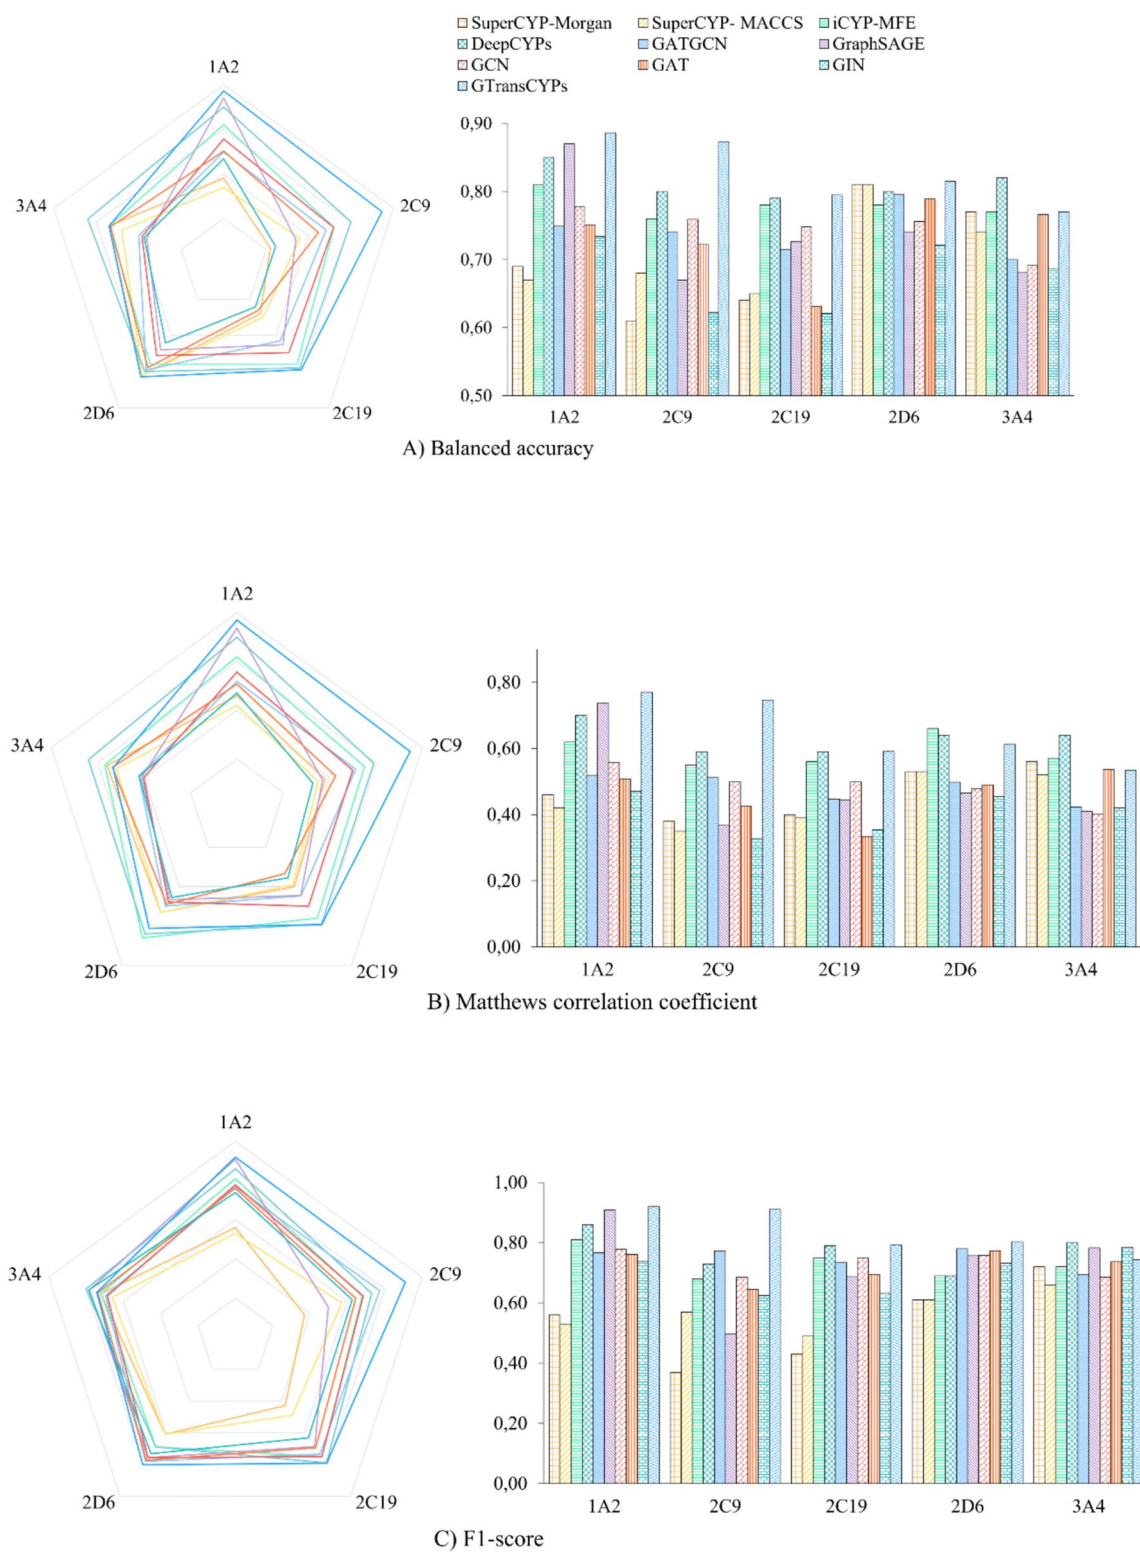 SuperCYP-Morgan SuperCYP- MACCS iCYP-MFE
DeepCYPs GATGCN GraphSAGE
GCN GAT GIN
GTransCYPs
1A2
3A4
2C9
2D6
2C19
0,90
0,80
0,70
0,60
0,50
1A2 2C9 2C19 2D6 3A4
A) Balanced accuracy
1A2
3A4
2C9
2D6
2C19
0,80
0,60
0,40
0,20
0,00
1A2 2C9 2C19 2D6 3A4
B) Matthews correlation coefficient
1A2
3A4
2C9
2D6
2C19
1,00
0,80
0,60
0,40
0,20
0,00
1A2 2C9 2C19 2D6 3A4
C) F1-score